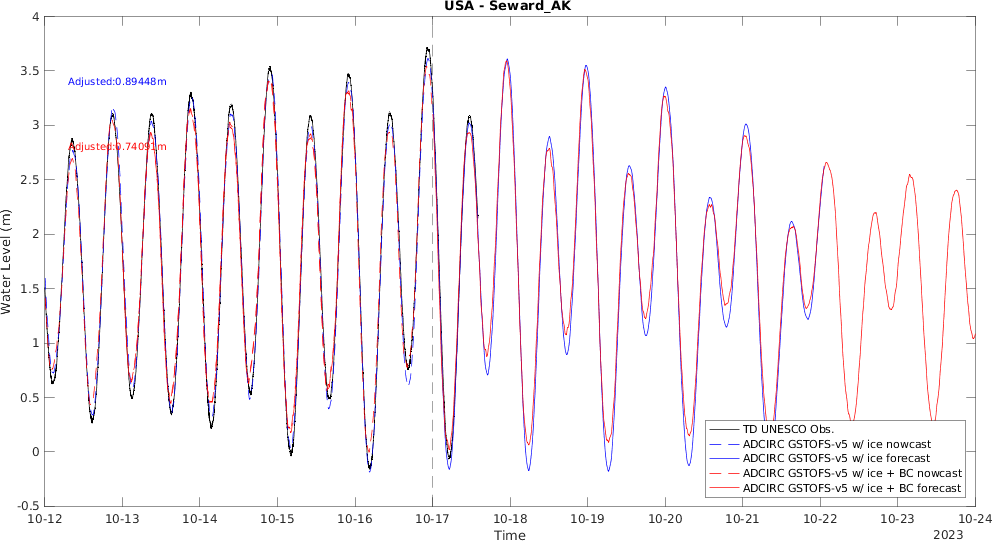 USA - Seward_AK
4
3.5
3
2.5
2
1.5
1
0.5
0
-0.5
Water Level (m)
Adjusted:0.89448m
Adjusted:0.74091m
TD UNESCO Obs.
ADCIRC GSTOFS-v5 w/ ice nowcast
ADCIRC GSTOFS-v5 w/ ice forecast
ADCIRC GSTOFS-v5 w/ ice + BC nowcast
ADCIRC GSTOFS-v5 w/ ice + BC forecast
10-12 10-13 10-14 10-15 10-16 10-17 10-18 10-19 10-20 10-21 10-22 10-23 10-24
Time
2023